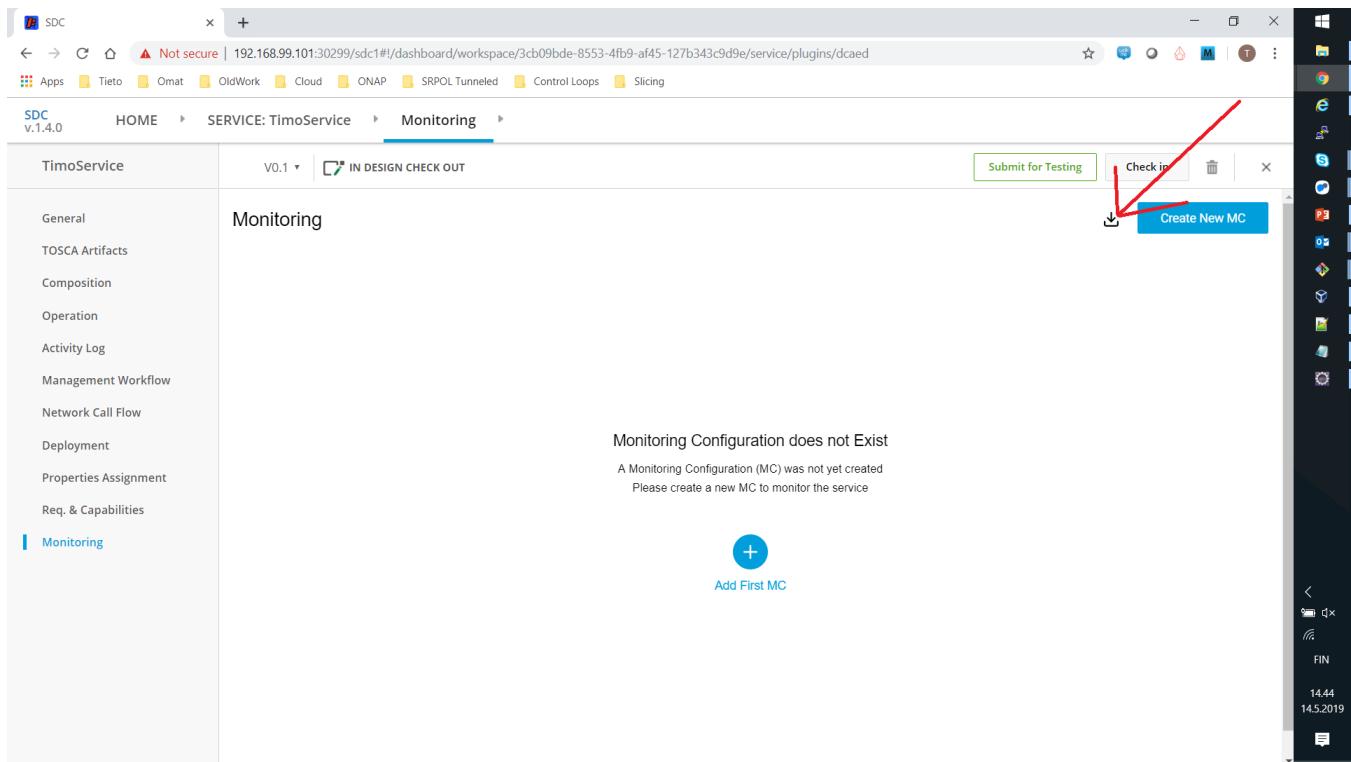 SDC
Not secure | 192.168.99.101:30299/sdc1#!/dashboard/workspace/3cb09bde-8553-4fb9-af45-127b343c9d9e/service/plugins/dcaed
T
Apps Tieto Omat OldWork Cloud ONAP SRPOL Tunneled Control Loops Slicing
SDC
v.1.4.0
HOME SERVICE: TimoService Monitoring
TimoService
V0.1 IN DESIGN CHECK OUT Submit for Testing Check in
General
TOSCA Artifacts
Composition
Operation
Activity Log
Management Workflow
Network Call Flow
Deployment
Properties Assignment
Req. & Capabilities
Monitoring
Monitoring
Create New MC
Monitoring Configuration does not Exist
A Monitoring Configuration (MC) was not yet created
Please create a new MC to monitor the service
Add First MC
FIN
14.44
14.5.2019